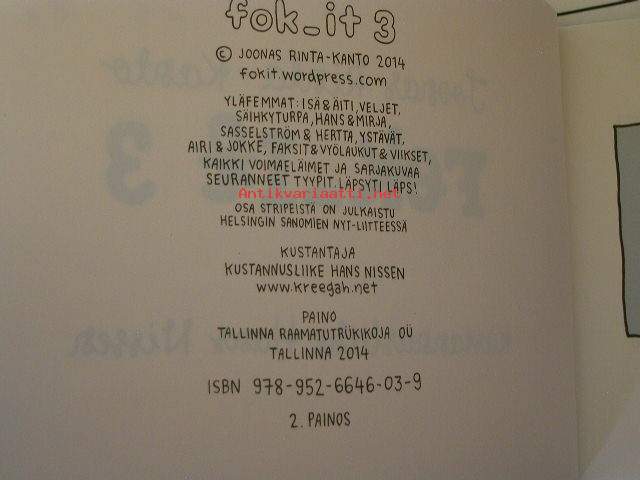 fok_it 3
© JOONAS RINTA-KANTO 2014
fokit.wordpress.com
YLÄFEMMAT: ISÄ & ÄITI, VELJET,
SÄIHKYTURPA, HANS & MIRJA,
SASSELSTRÖM & HERTTA, YSTÄVÄT,
AIRI & JOKKE, FAKSIT & VYÖLAUKUT & VIIKSET,
KAIKKI VOIMAELÄIMET JA SARJAKUVAA
SEURANNEET TYYPIT. LÄPSYTI LÄPS!
Antikvariaatti.net
OSA STRIPEISTÄ ON JULKAISTU
HELSINGIN SANOMIEN NYT-LIITTEESSÄ
KUSTANTAJA
KUSTANNUSLIIKE HANS NISSEN
www.kreegah.net
PAINO
TALLINNA RAAMATUTRÜKIKOJA OÜ
TALLINNA 2014
ISBN 978-952-6646-03-9
2. PAINOS